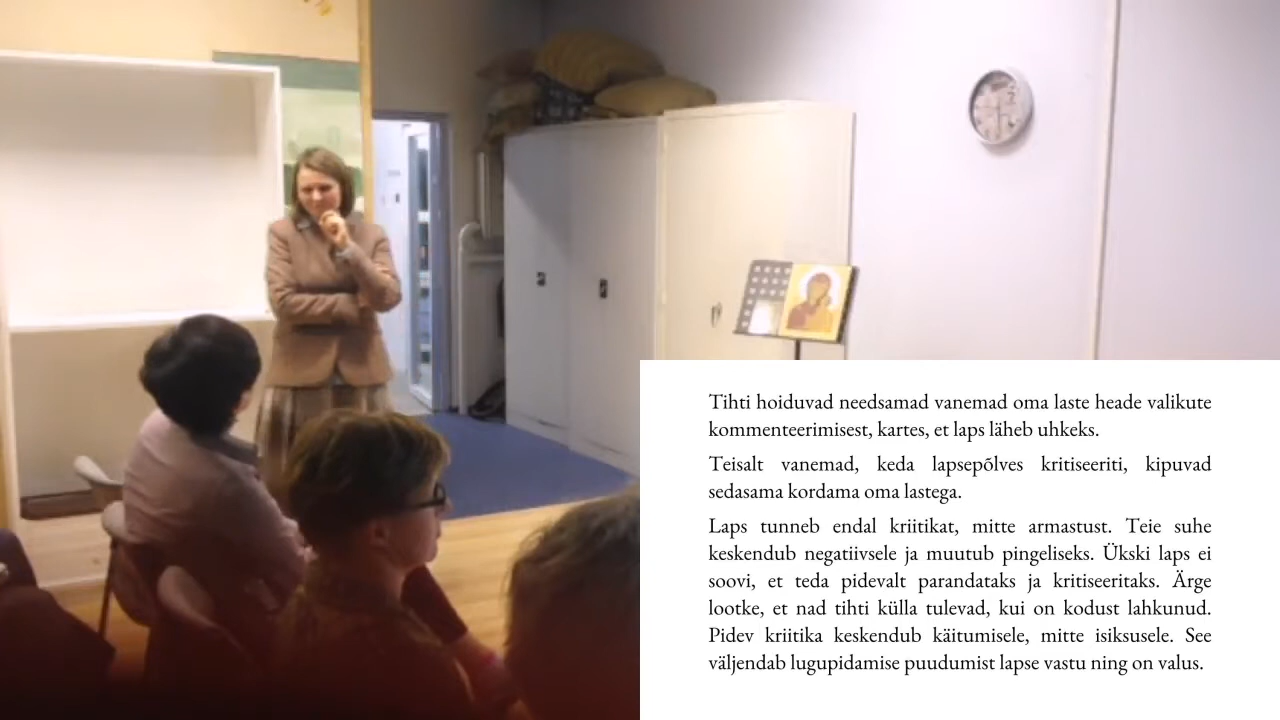 Tihti hoiduvad needsamad vanemad oma laste heade valikute
kommenteerimisest, kartes, et laps läheb uhkeks.
Teisalt vanemad, keda lapsepõlves kritiseeriti, kipuvad
sedasama kordama oma lastega.
Laps tunneb endal kriitikat, mitte armastust. Teie suhe
keskendub negatiivsele ja muutub pingeliseks. Ükski laps ei
soovi, et teda pidevalt parandataks ja kritiseeritaks. Ärge
lootke, et nad tihti külla tulevad, kui on kodust lahkunud.
Pidev kriitika keskendub käitumisele, mitte isiksusele. See
väljendab lugupidamise puudumist lapse vastu ning on valus.